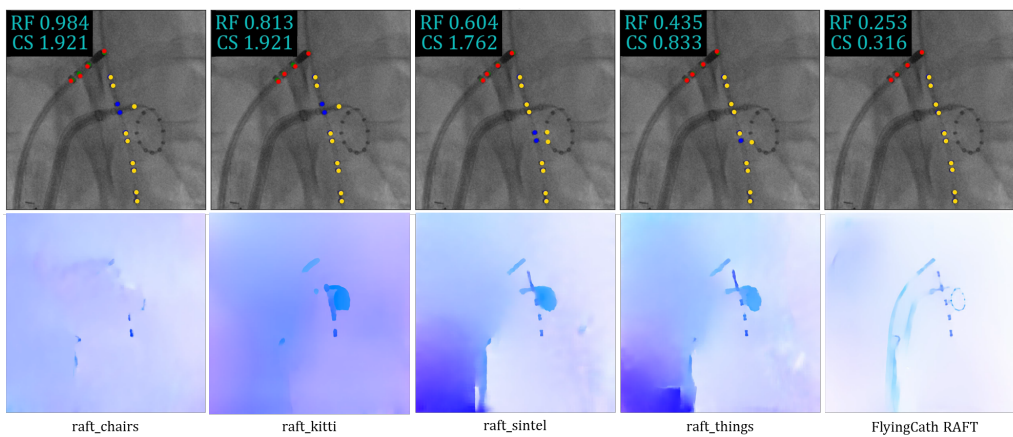 RF 0.984
CS 1.921
RF 0.813
CS 1.921
RF 0.604
CS 1.762
RF 0.435
CS 0.833
RF 0.253
CS 0.316
raft_chairs
raft_kitti
raft_sintel
raft_things
FlyingCath RAFT